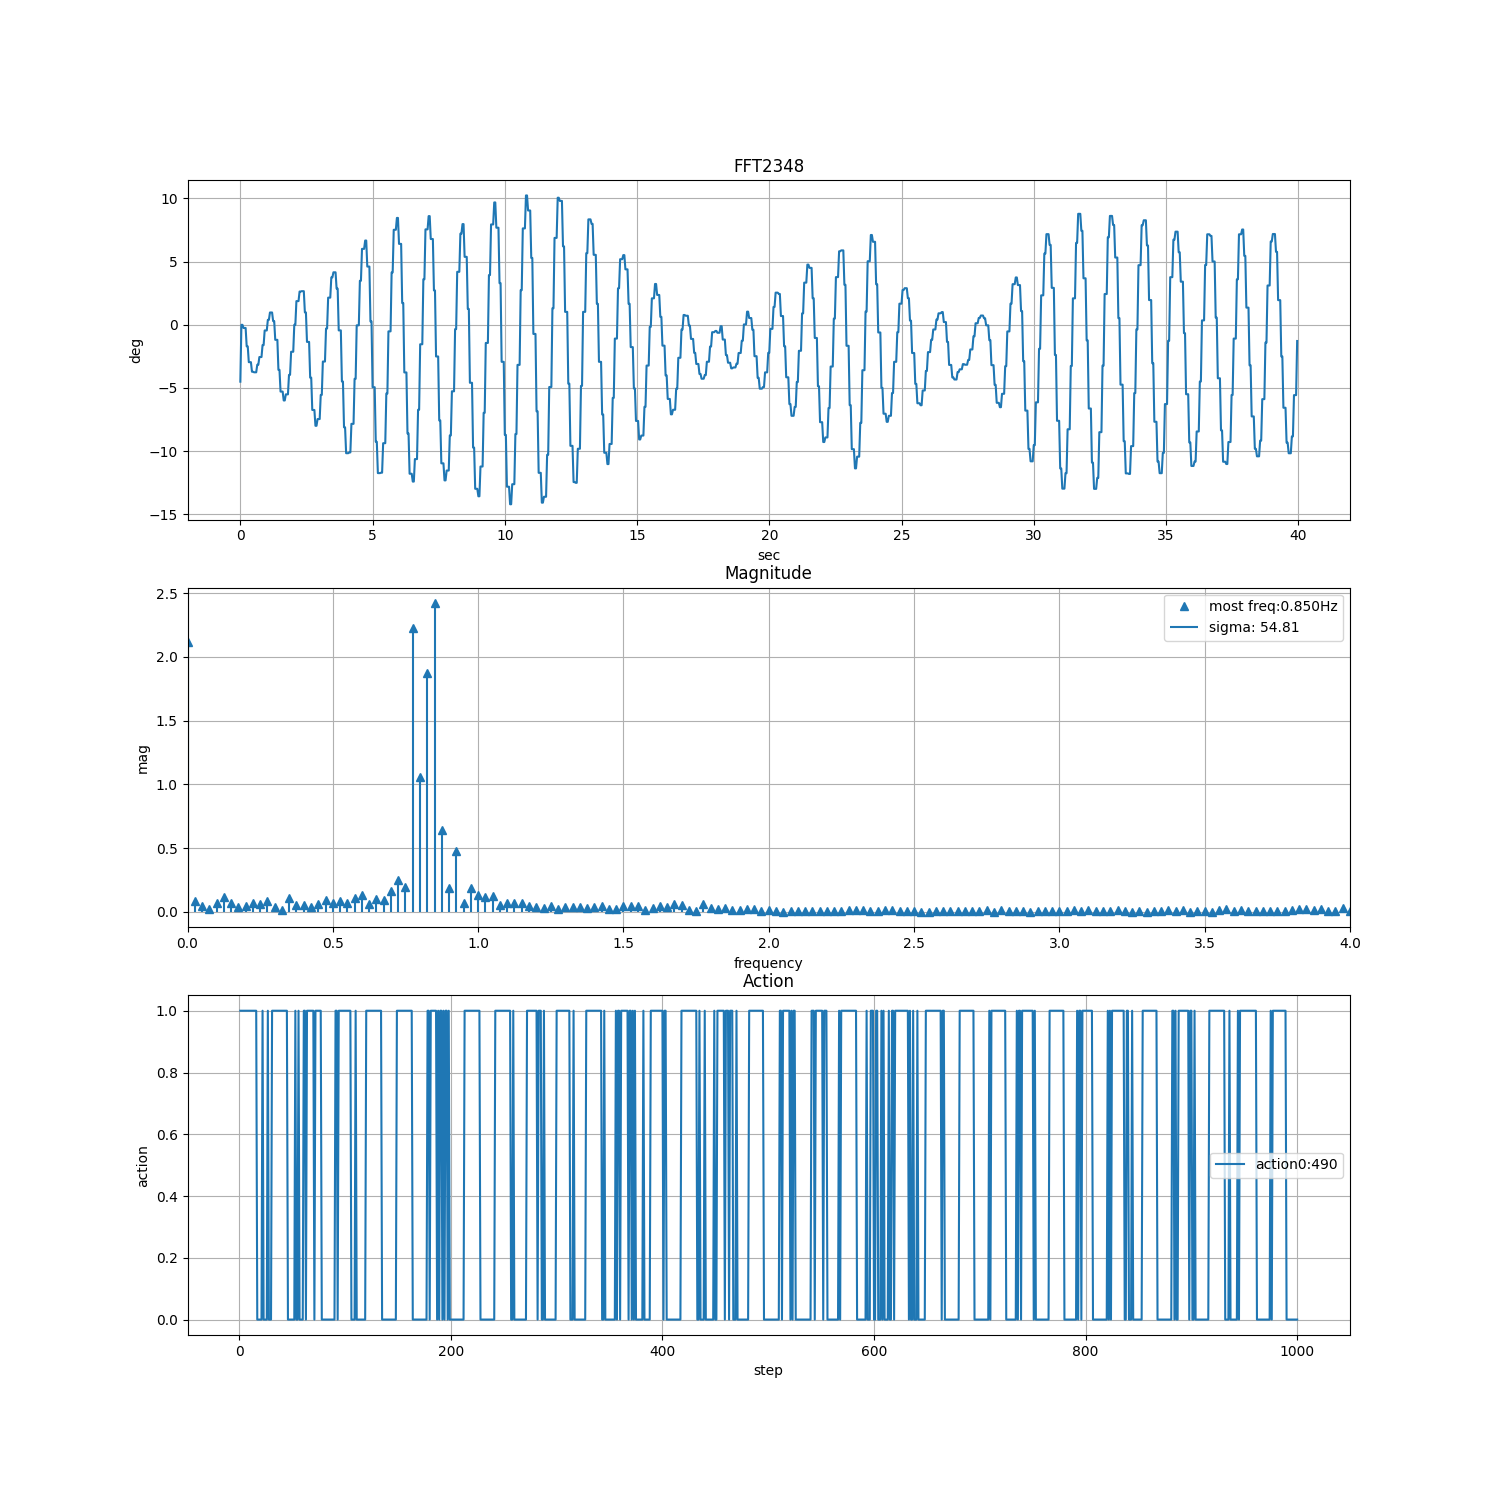 FFT2348
10
5
0
−5
−10
−15
deg
0 5 10 15 20 25 30 35 40
sec
Magnitude
2.5
2.0
1.5
1.0
0.5
0.0
mag
most freq:0.850Hz
sigma: 54.81
0.0 0.5 1.0 1.5 2.0 2.5 3.0 3.5 4.0
frequency
Action
1.0
0.8
0.6
0.4
0.2
0.0
action
action0:490
0 200 400 600 800 1000
step